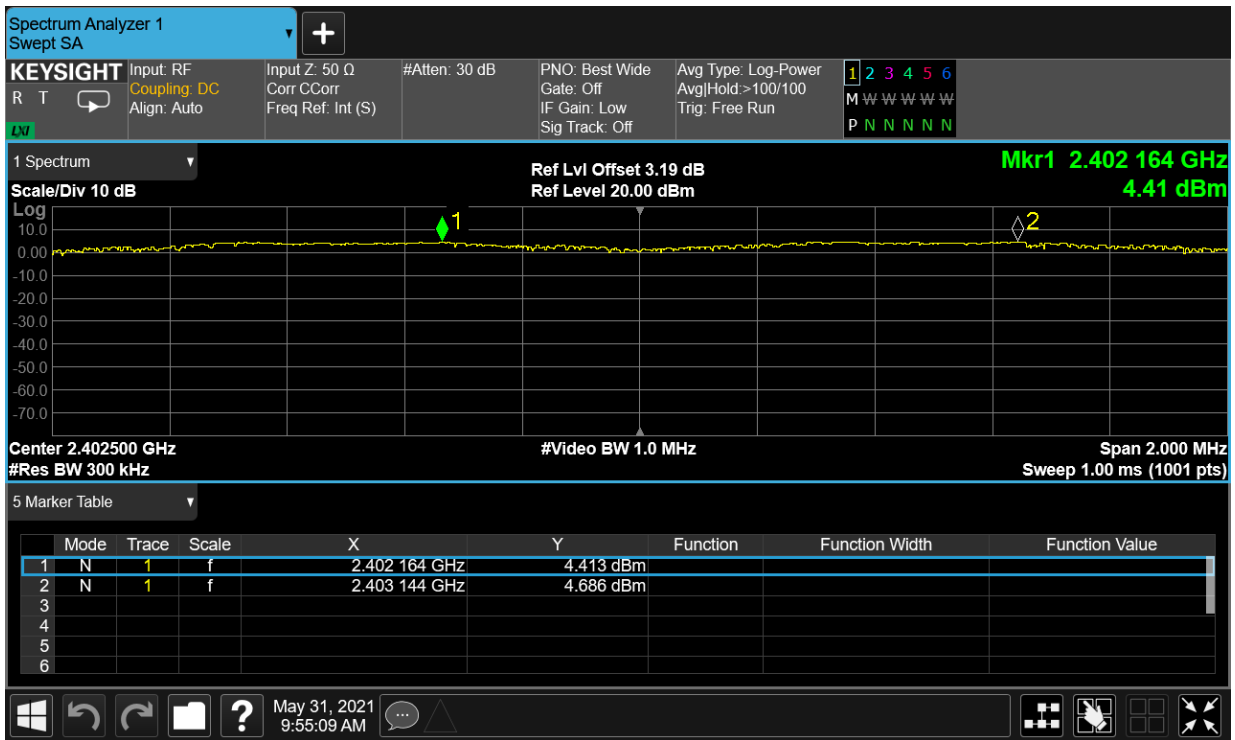 Spectrum Analyzer 1
Swept SA
KEYSIGHT
R T
LXI
Input: RF
Coupling: DC
Align: Auto
Input Z: 50 Ω
Corr CCorr
Freq Ref: Int (S)
#Atten: 30 dB
PNO: Best Wide
Gate: Off
IF Gain: Low
Sig Track: Off
Avg Type: Log-Power
Avg|Hold:>100/100
Trig: Free Run
1 2 3 4 5 6
M W W W W W
P N N N N N
1 Spectrum
Scale/Div 10 dB
Ref Lvl Offset 3.19 dB
Ref Level 20.00 dBm
Mkr1 2.402 164 GHz
4.41 dBm
Log
1
2
10.0
0.00
-10.0
-20.0
-30.0
-40.0
-50.0
-60.0
-70.0
Center 2.402500 GHz
#Res BW 300 kHz
#Video BW 1.0 MHz
Span 2.000 MHz
Sweep 1.00 ms (1001 pts)
5 Marker Table
Mode Trace Scale X Y Function Function Width Function Value
1 N 1 f 2.402 164 GHz 4.413 dBm
2 N 1 f 2.403 144 GHz 4.686 dBm
3
4
5
6
?
May 31, 2021
9:55:09 AM